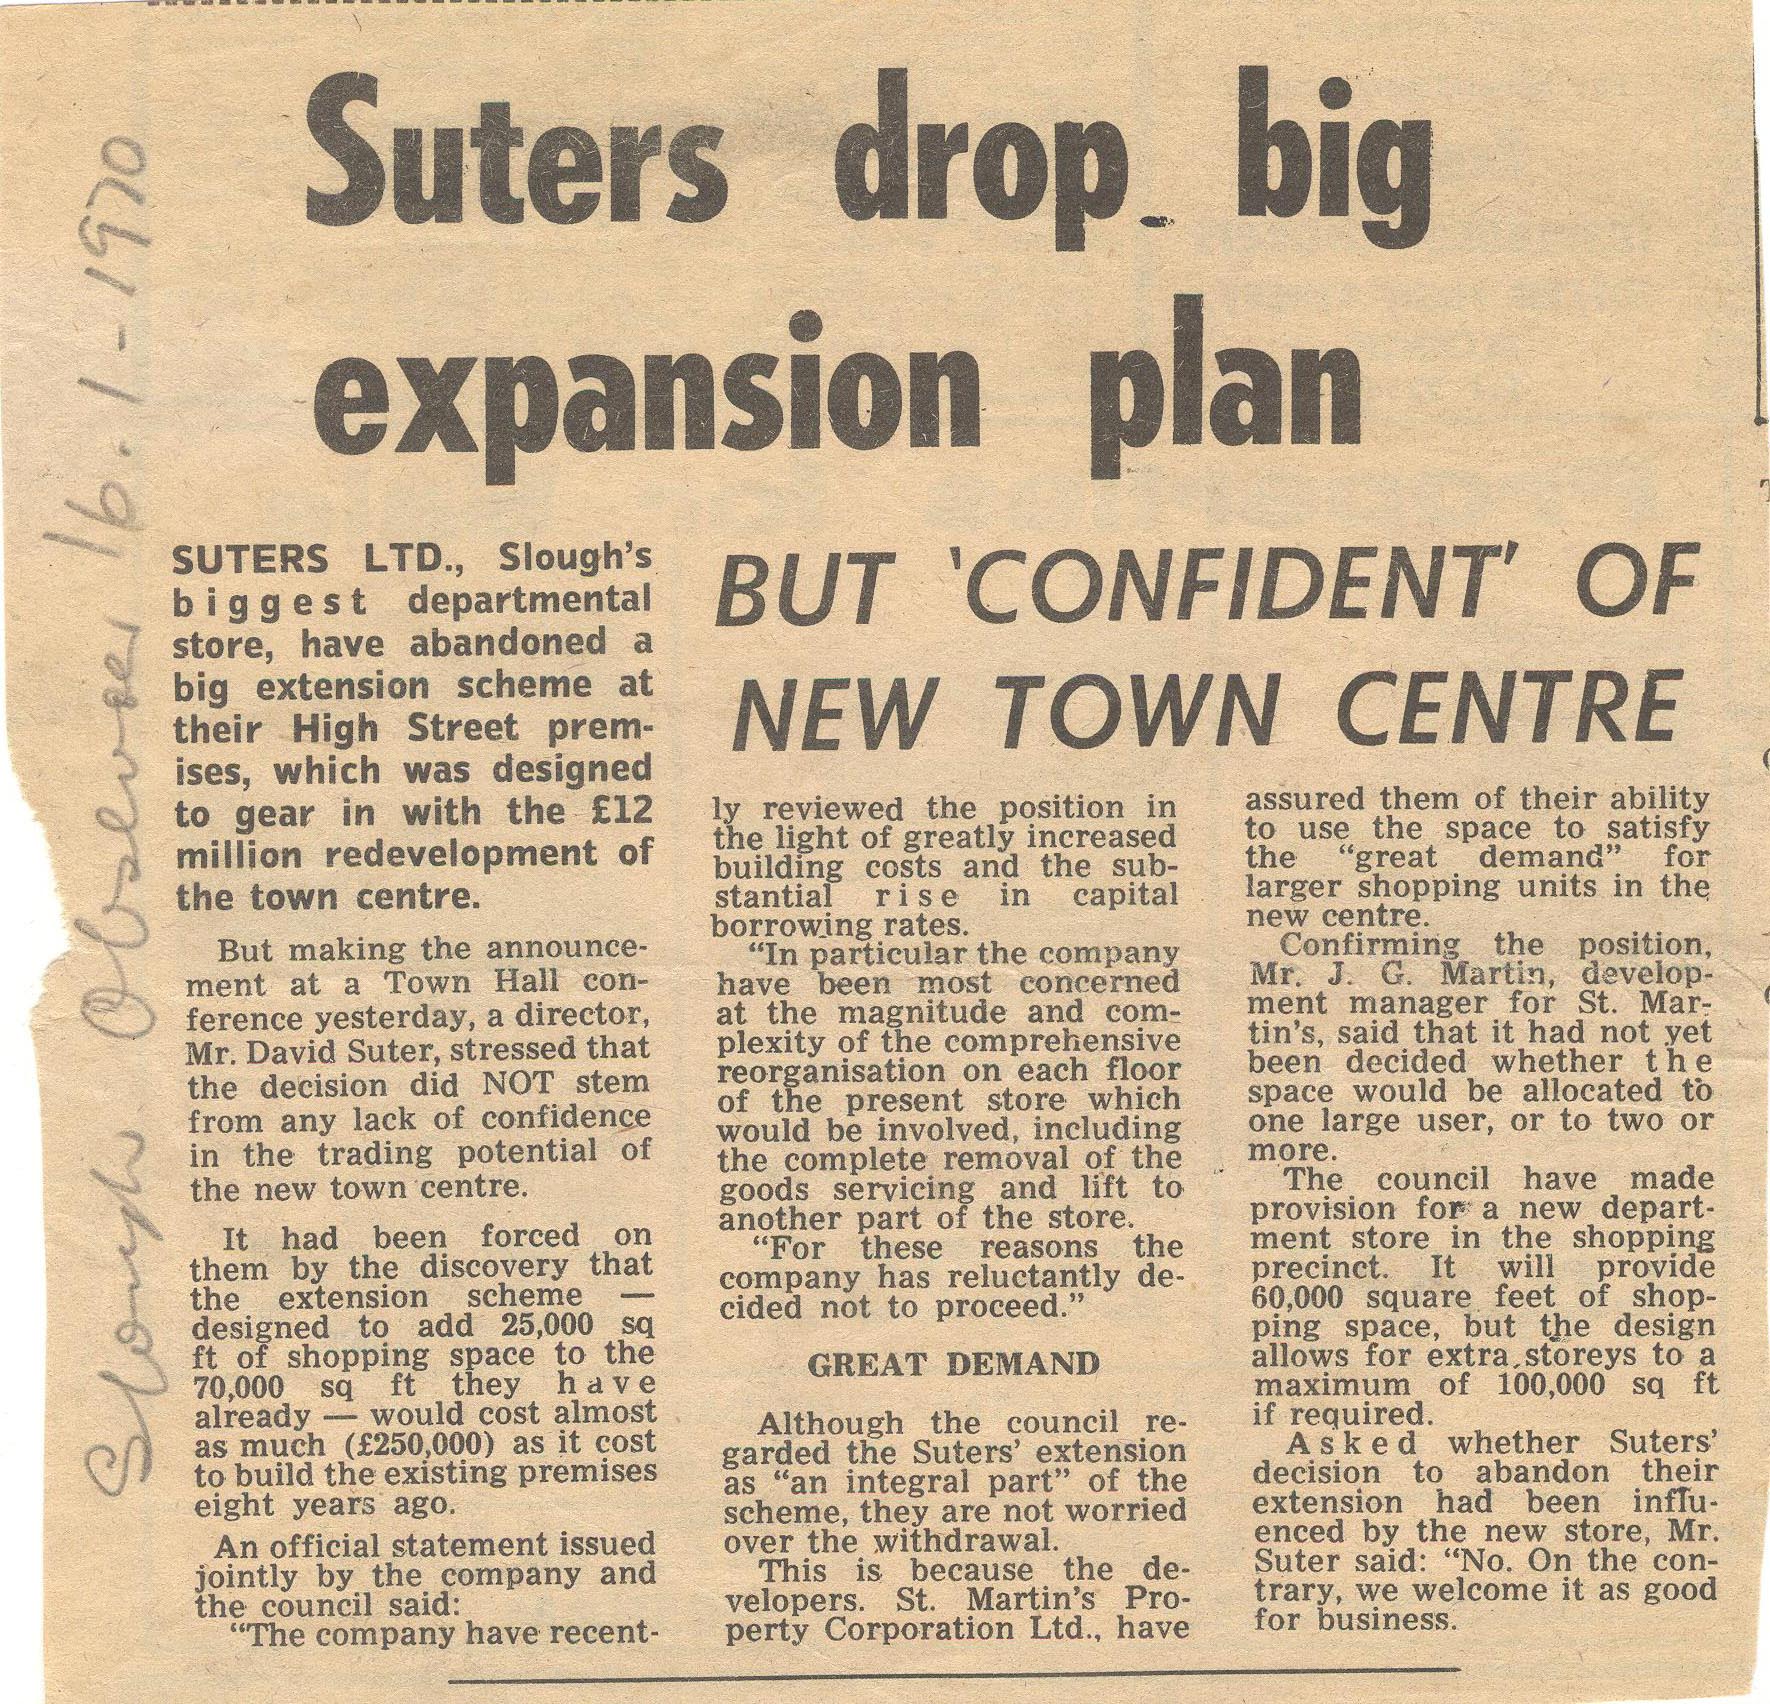 Slough Observer 16.1-1970
Suters drop big
expansion plan
BUT 'CONFIDENT' OF
NEW TOWN CENTRE
SUTERS LTD., Slough's
biggest departmental
store, have abandoned a
big extension scheme at
their High Street prem-
ises, which was designed
to gear in with the £12
million redevelopment of
the town centre.
But making the announce-
ment at a Town Hall con-
ference yesterday, a director,
Mr. David Suter, stressed that
the decision did NOT stem
from any lack of confidence
in the trading potential of
the new town centre.
It had been forced on
them by the discovery that
the extension scheme —
designed to add 25,000 sq
ft of shopping space to the
70,000 sq ft they have
already — would cost almost
as much (£250,000) as it cost
to build the existing premises
eight years ago.
An official statement issued
jointly by the company and
the council said:
"The company have recent-
ly reviewed the position in
the light of greatly increased
building costs and the sub-
stantial rise in capital
borrowing rates.
"In particular the company
have been most concerned
at the magnitude and com-
plexity of the comprehensive
reorganisation on each floor
of the present store which
would be involved, including
the complete removal of the
goods servicing and lift to
another part of the store.
"For these reasons the
company has reluctantly de-
cided not to proceed."
GREAT DEMAND
Although the council re-
garded the Suters' extension
as "an integral part" of the
scheme, they are not worried
over the withdrawal.
This is because the de-
velopers. St. Martin's Pro-
perty Corporation Ltd., have
assured them of their ability
to use the space to satisfy
the "great demand" for
larger shopping units in the
new centre.
Confirming the position,
Mr. J. G. Martin, develop-
ment manager for St. Mar-
tin's, said that it had not yet
been decided whether the
space would be allocated to
one large user, or to two or
more.
The council have made
provision for a new depart-
ment store in the shopping
precinct. It will provide
60,000 square feet of shop-
ping space, but the design
allows for extra storeys to a
maximum of 100,000 sq ft
if required.
Asked whether Suters'
decision to abandon their
extension had been influ-
enced by the new store, Mr.
Suter said: "No. On the con-
trary, we welcome it as good
for business.